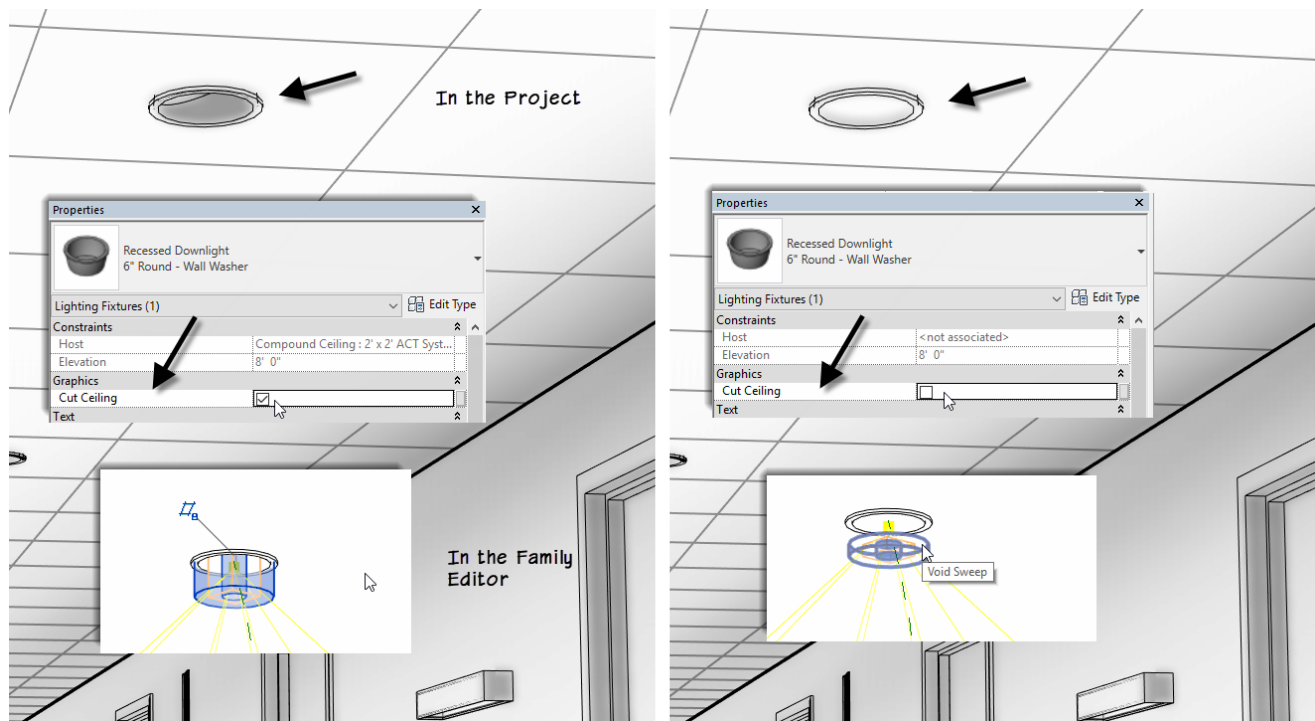 In the Project
Properties
Recessed Downlight
6" Round - Wall Washer
Lighting Fixtures (1)
Edit Type
Constraints
Host
Compound Ceiling : 2' x 2' ACT Syst...
Elevation
8' 0"
Graphics
Cut Ceiling
Text
In the Family
Editor
Properties
Recessed Downlight
6" Round - Wall Washer
Lighting Fixtures (1)
Edit Type
Constraints
Host
<not associated>
Elevation
8' 0"
Graphics
Cut Ceiling
Text
Void Sweep